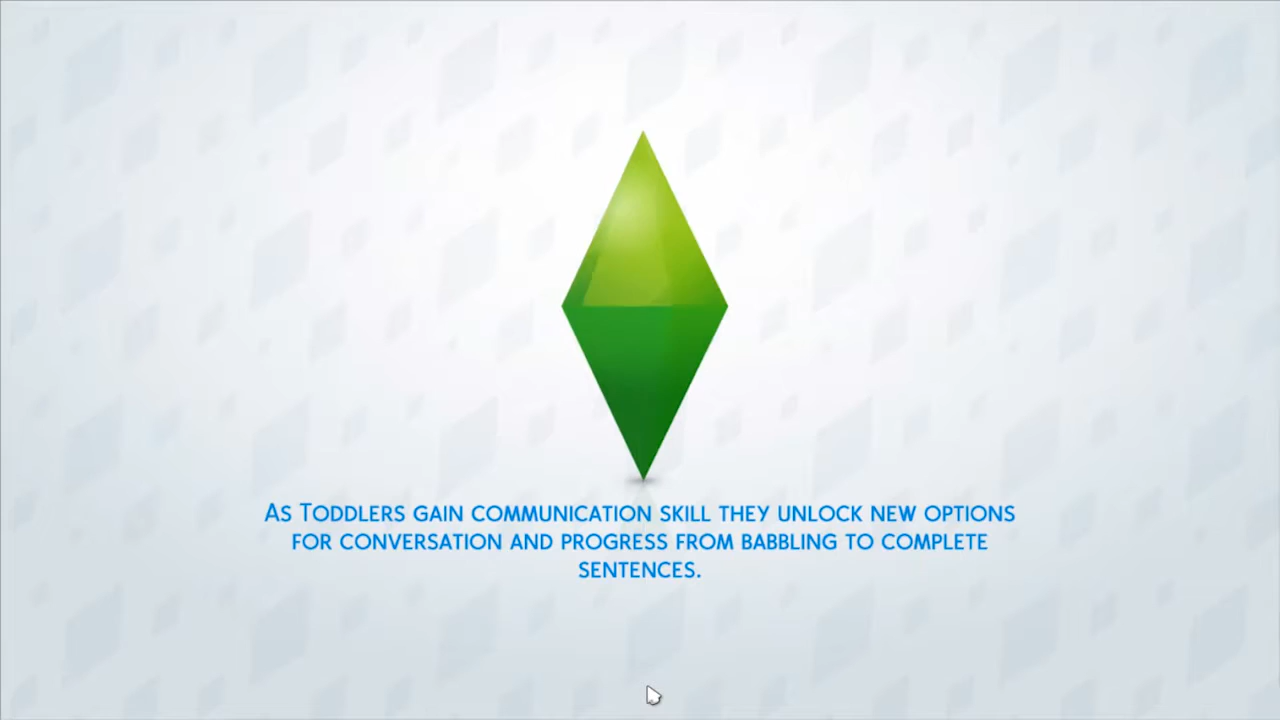 As Toddlers gain communication skill they unlock new options
for conversation and progress from babbling to complete
sentences.